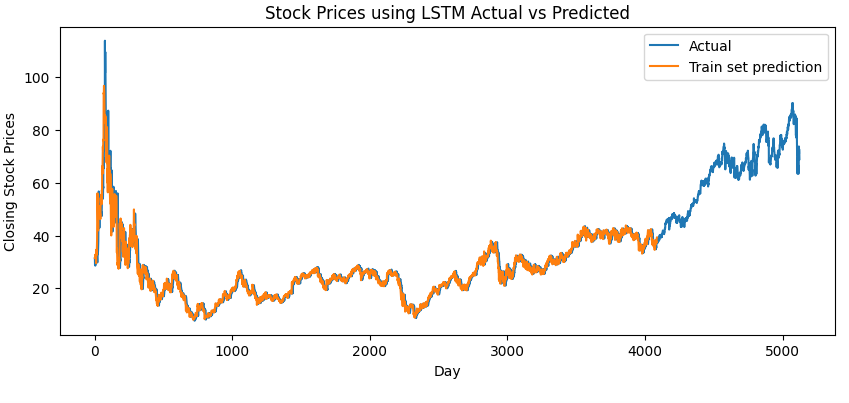 Stock Prices using LSTM Actual vs Predicted
Actual
Train set prediction
Closing Stock Prices
100
80
60
40
20
0
1000
2000
3000
4000
5000
Day